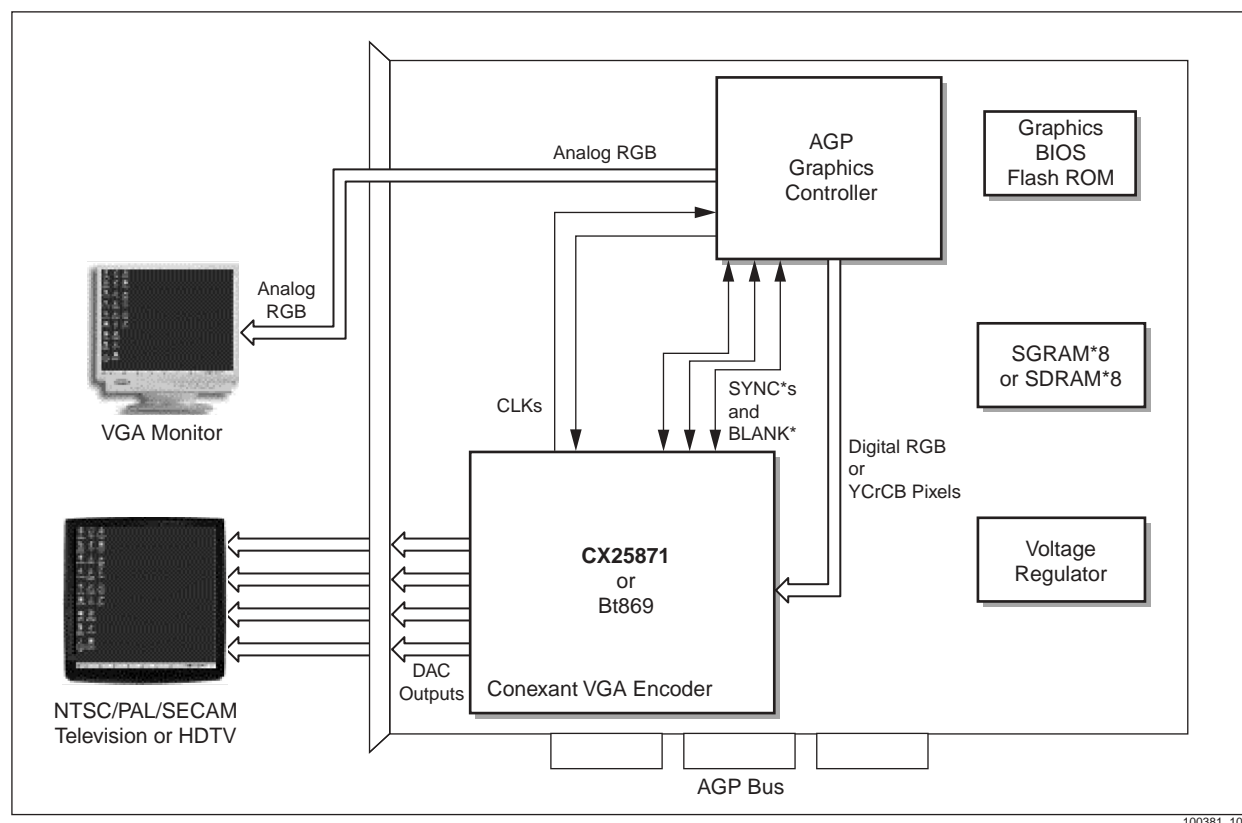 Analog RGB
AGP
Graphics
Controller
Graphics
BIOS
Flash ROM
Analog
RGB
VGA Monitor
CLKs
SYNC*s
and
BLANK*
SGRAM*8
or SDRAM*8
Digital RGB
or
YCrCB Pixels
CX25871
or
Bt869
Conexant VGA Encoder
Voltage
Regulator
DAC
Outputs
NTSC/PAL/SECAM
Television or HDTV
AGP Bus